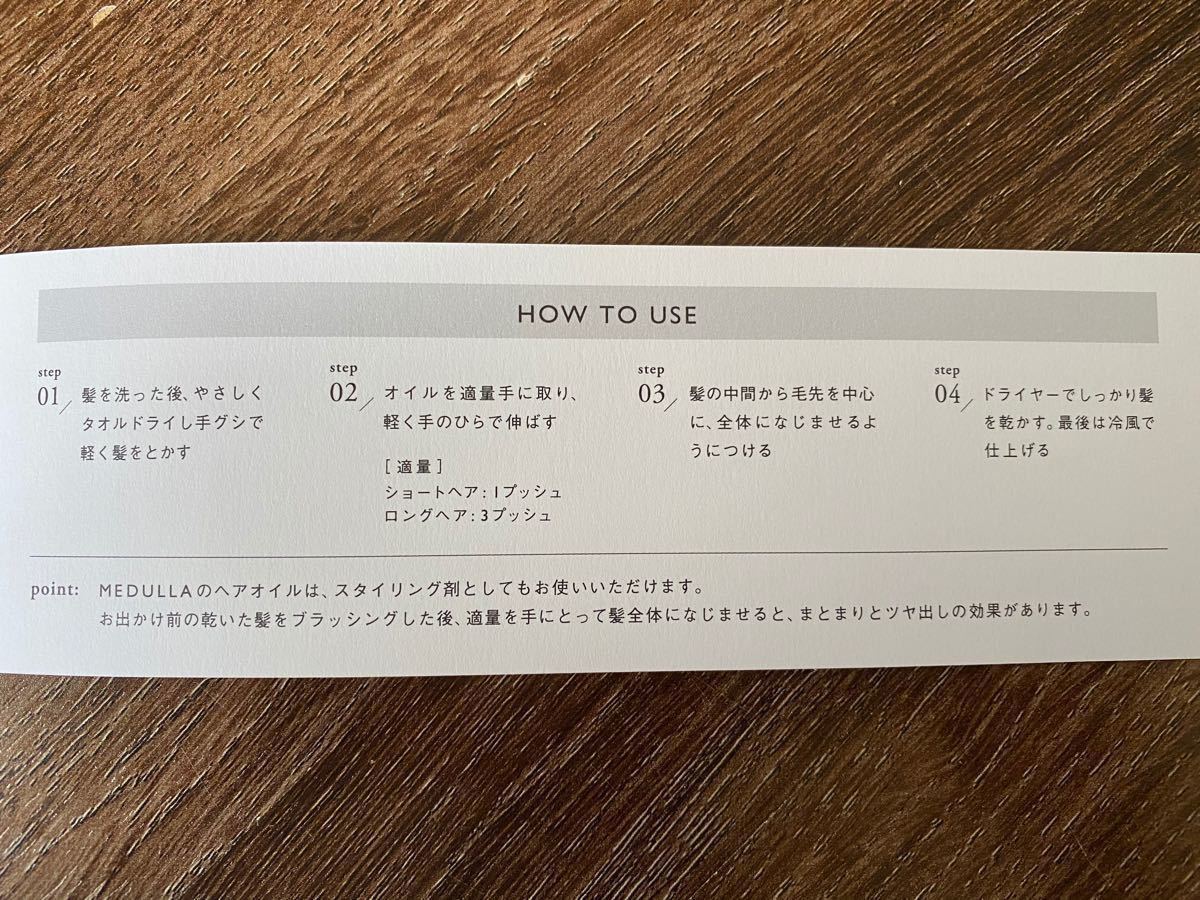 HOW TO USE
step
01/
髪を洗った後、やさしく
タオルドライし手グシで
軽く髪をとかす
step
02/
オイルを適量手に取り、
軽く手のひらで伸ばす
[ 適量 ]
ショートヘア：1プッシュ
ロングヘア：3プッシュ
step
03/
髪の中間から毛先を中心
に、全体になじませるよ
うにつける
step
04/
ドライヤーでしっかり髪
を乾かす。最後は冷風で
仕上げる
point: MEDULLAのヘアオイルは、スタイリング剤としてもお使いいただけます。
お出かけ前の乾いた髪をブラッシングした後、適量を手にとって髪全体になじませると、まとまりとツヤ出しの効果があります。